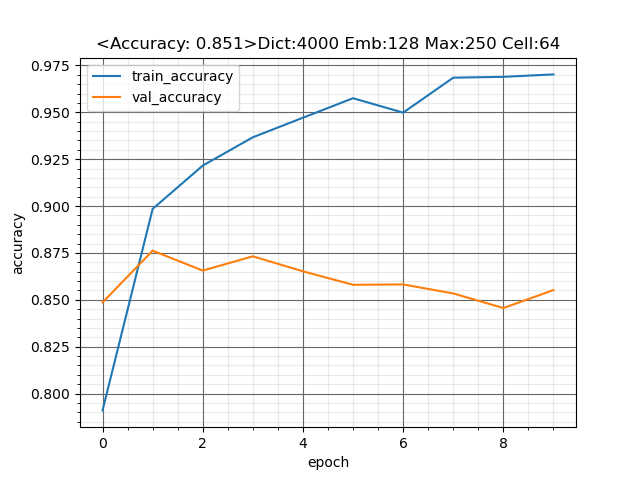 <Accuracy: 0.851>Dict:4000 Emb:128 Max:250 Cell:64
train_accuracy
val_accuracy
0.975
0.950
0.925
0.900
0.875
0.850
0.825
0.800
accuracy
0 2 4 6 8
epoch